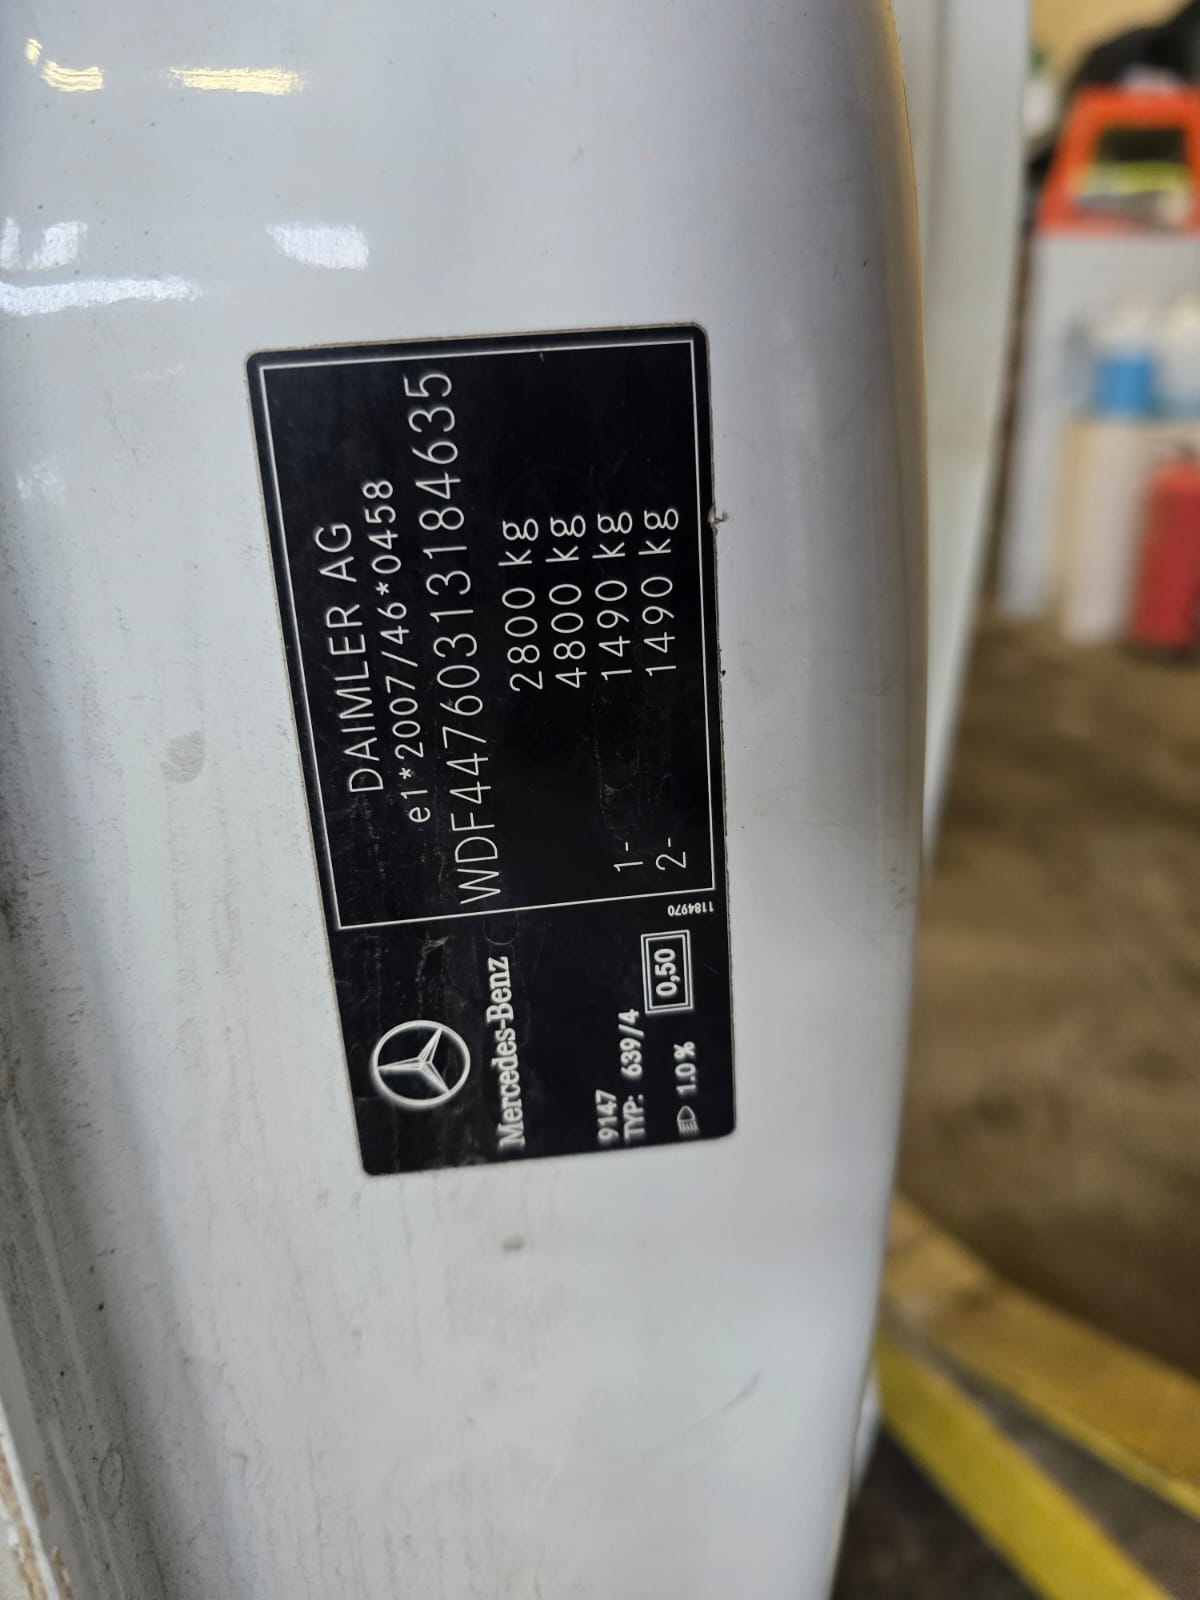 DAIMLER AG
e1*2007/46*0458
WDF44760313184635
2800 kg
4800 kg
1- 1490 kg
2- 1490 kg
Mercedes-Benz
9147
TYP: 639/4
1.0 % 0,50
1184970